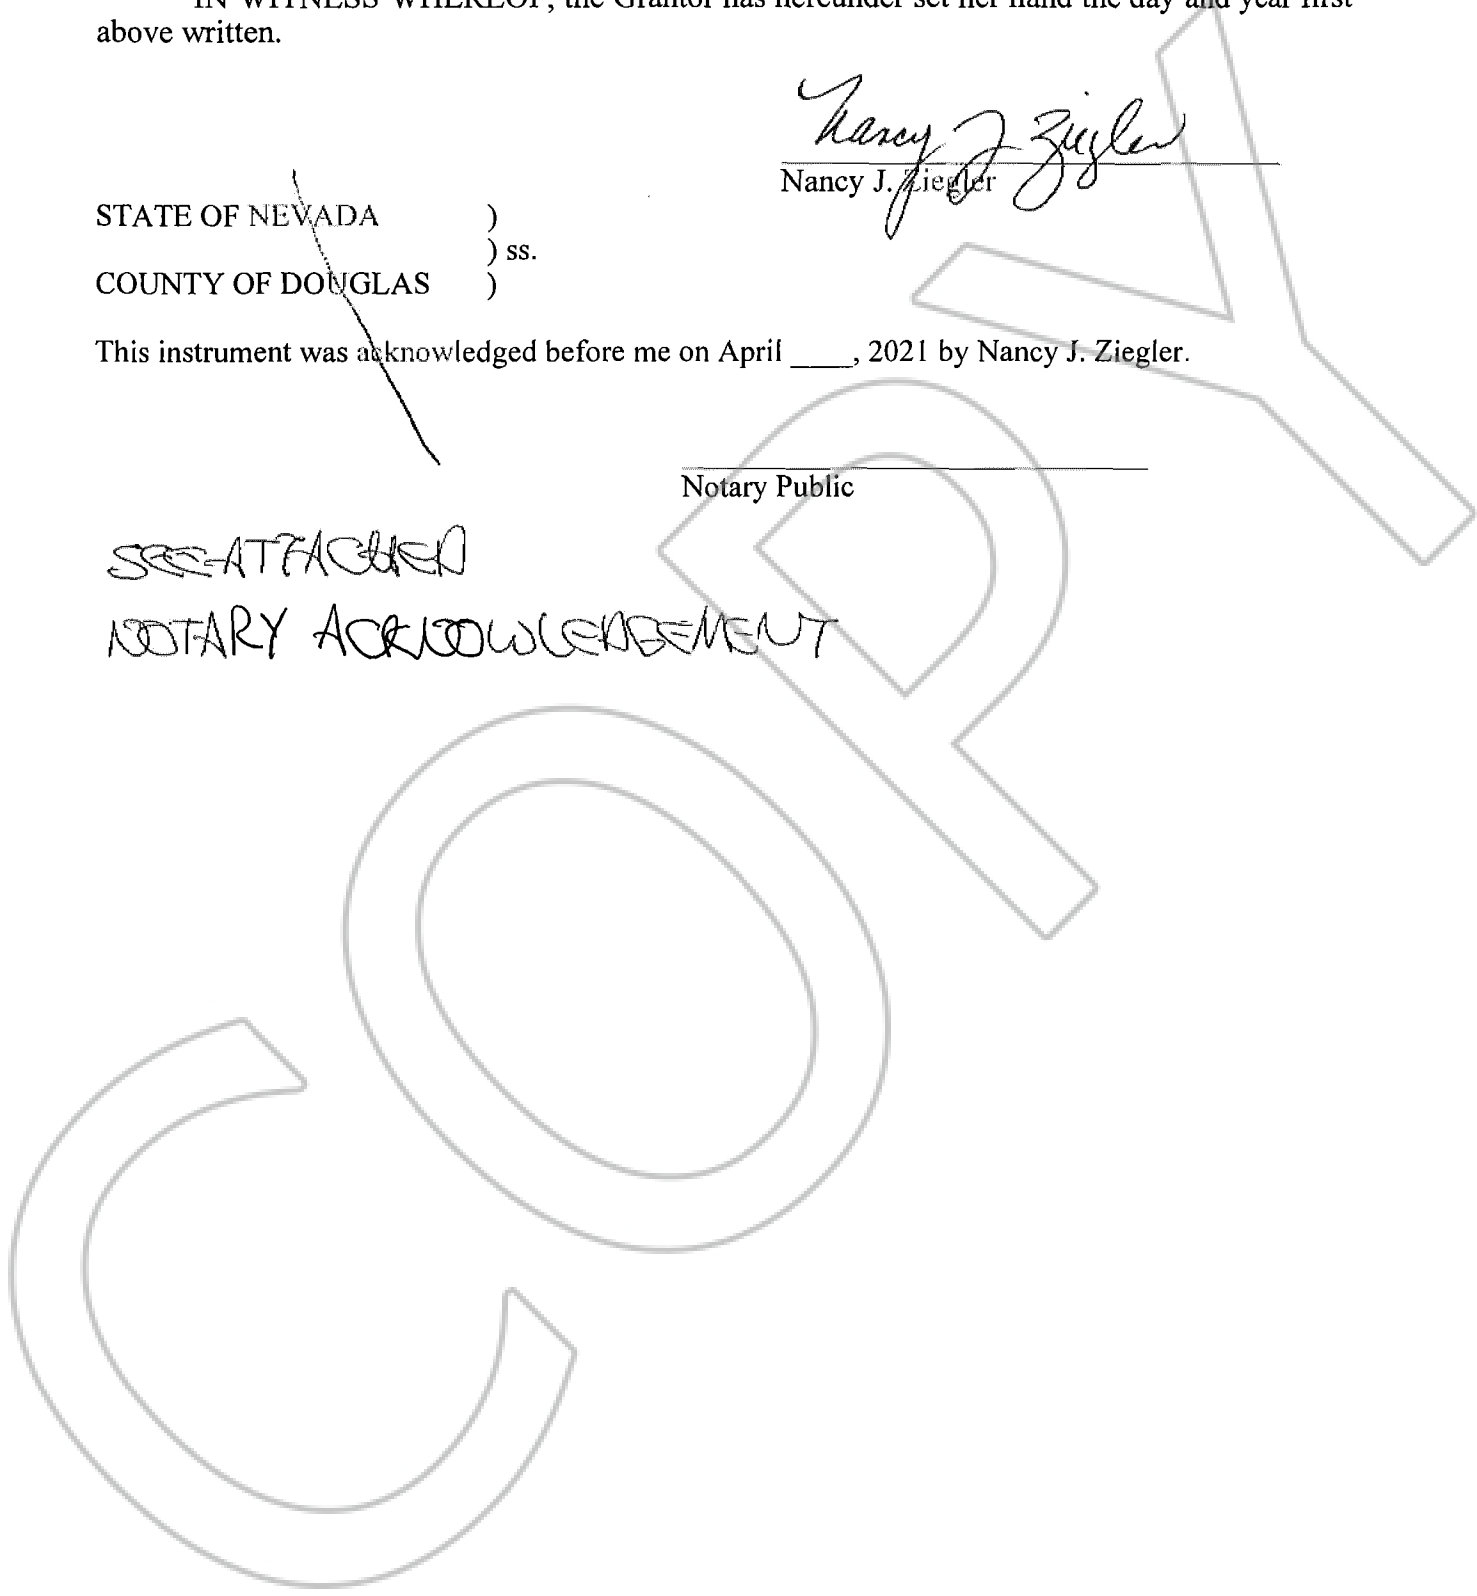 IN WITNESS WHEREOF, the Grantor has hereunder set her hand the day and year first
above written.
Nancy J Ziegler
Nancy J. Ziegler
STATE OF NEVADA )
) ss.
COUNTY OF DOUGLAS )
This instrument was acknowledged before me on April ____, 2021 by Nancy J. Ziegler.
Notary Public
SEE ATTACHED
NOTARY ACKNOWLEDGEMENT
COPY